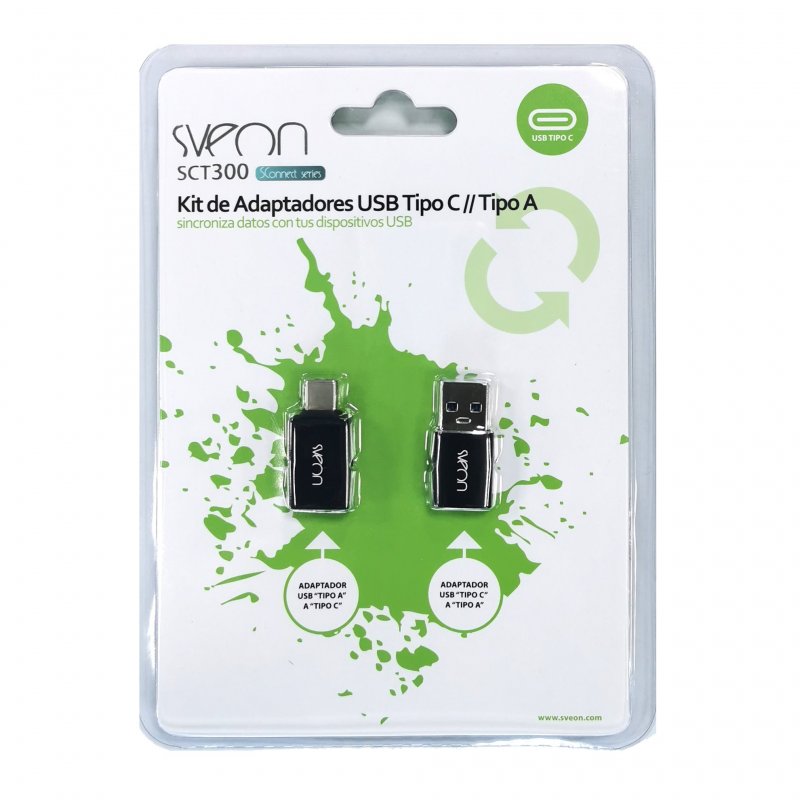 sveon
USB TIPO C
SCT300 SConnect series
Kit de Adaptadores USB Tipo C // Tipo A
sincroniza datos con tus dispositivos USB
sveon
sveon
ADAPTADOR
USB "TIPO A"
A "TIPO C"
ADAPTADOR
USB "TIPO C"
A "TIPO A"
www.sveon.com